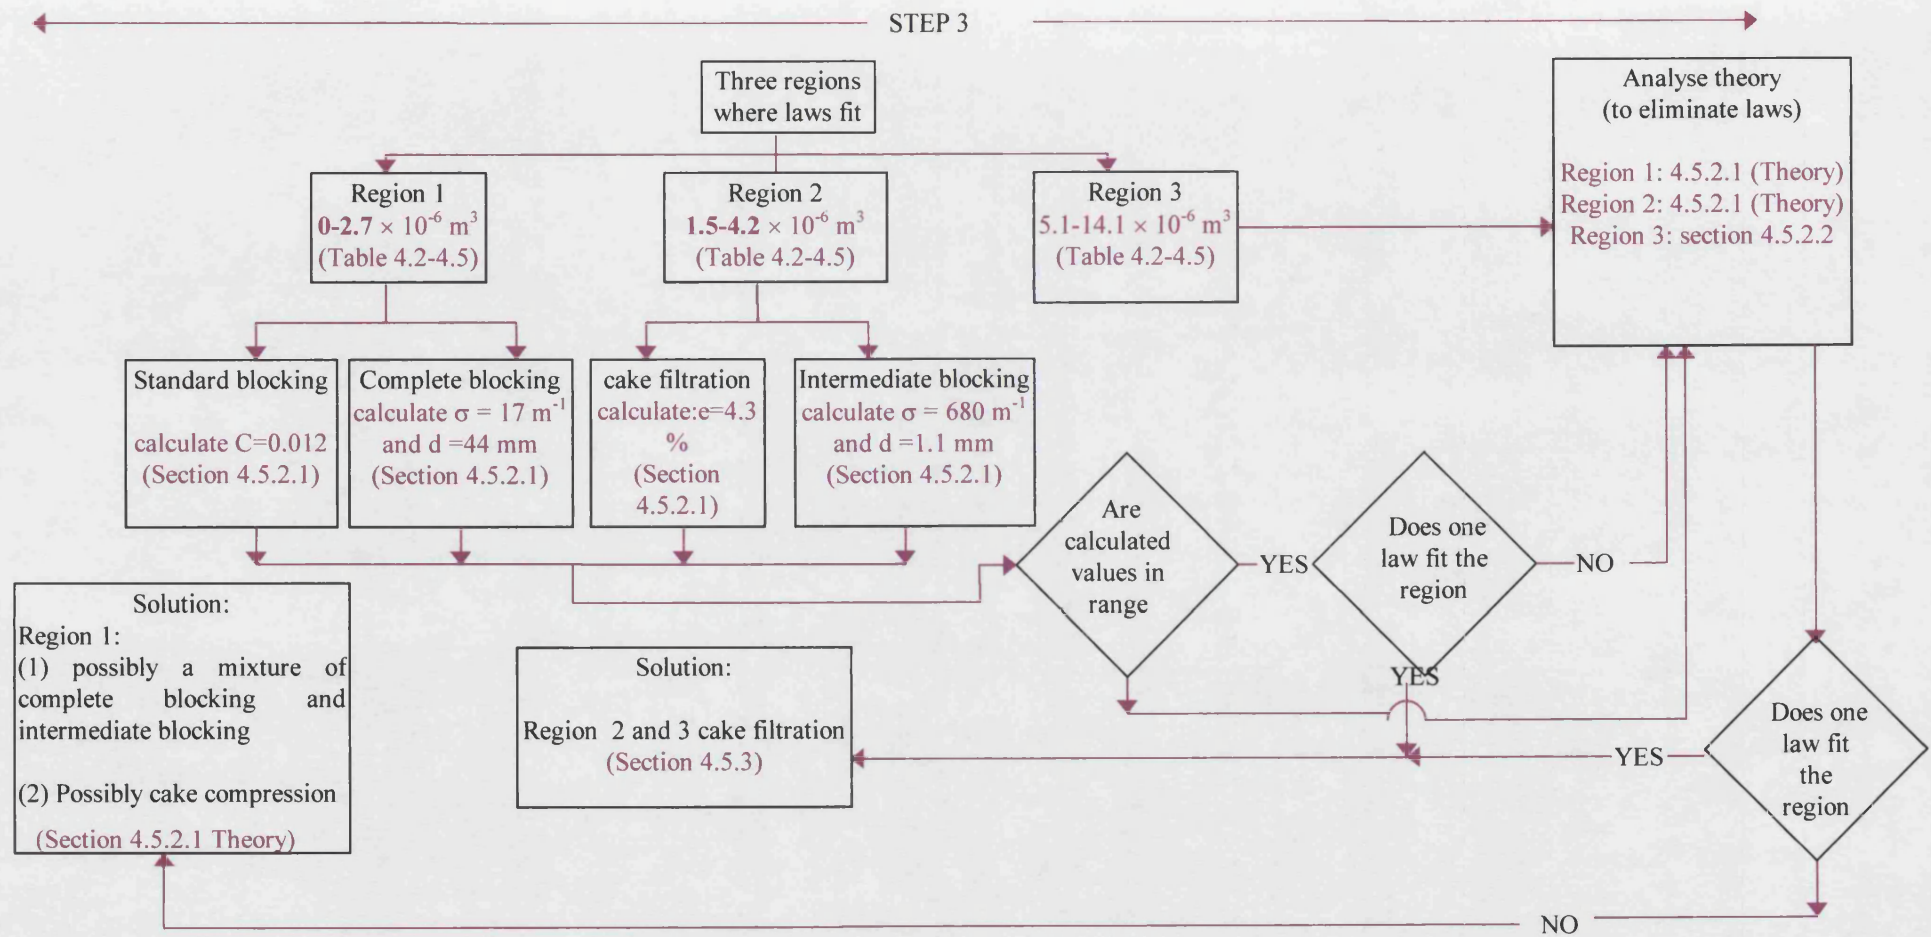 STEP 3
Three regions
where laws fit
Analyse theory
(to eliminate laws)
Region 1: 4.5.2.1 (Theory)
Region 2: 4.5.2.1 (Theory)
Region 3: section 4.5.2.2
Region 1
0-2.7 × 10⁻⁶ m³
(Table 4.2-4.5)
Region 2
1.5-4.2 × 10⁻⁶ m³
(Table 4.2-4.5)
Region 3
5.1-14.1 × 10⁻⁶ m³
(Table 4.2-4.5)
Standard blocking
calculate C=0.012
(Section 4.5.2.1)
Complete blocking
calculate σ = 17 m⁻¹
and d =44 mm
(Section 4.5.2.1)
cake filtration
calculate:e=4.3
%
(Section
4.5.2.1)
Intermediate blocking
calculate σ = 680 m⁻¹
and d =1.1 mm
(Section 4.5.2.1)
Are
calculated
values in
range
YES
Does one
law fit the
region
NO
YES
Solution:
Region 1:
(1) possibly a mixture of
complete blocking and
intermediate blocking
(2) Possibly cake compression
(Section 4.5.2.1 Theory)
Solution:
Region 2 and 3 cake filtration
(Section 4.5.3)
YES
Does one
law fit
the
region
NO